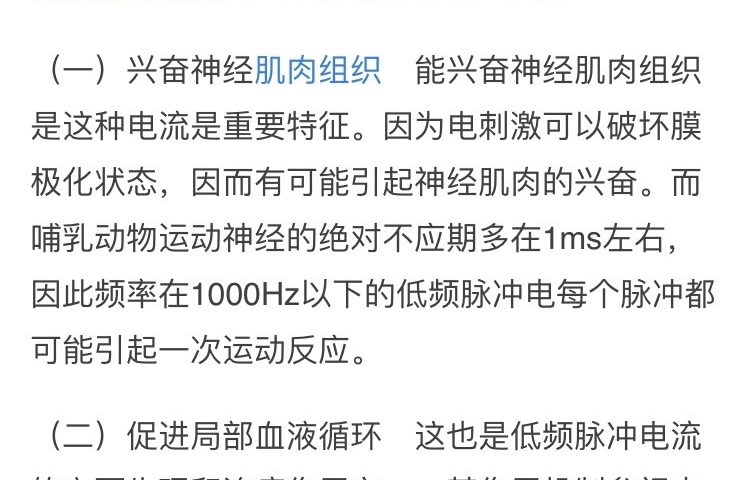 （一）兴奋神经肌肉组织　能兴奋神经肌肉组织
是这种电流是重要特征。因为电刺激可以破坏膜
极化状态，因而有可能引起神经肌肉的兴奋。而
哺乳动物运动神经的绝对不应期多在1ms左右，
因此频率在1000Hz以下的低频脉冲电每个脉冲都
可能引起一次运动反应。
（二）促进局部血液循环　这也是低频脉冲电流